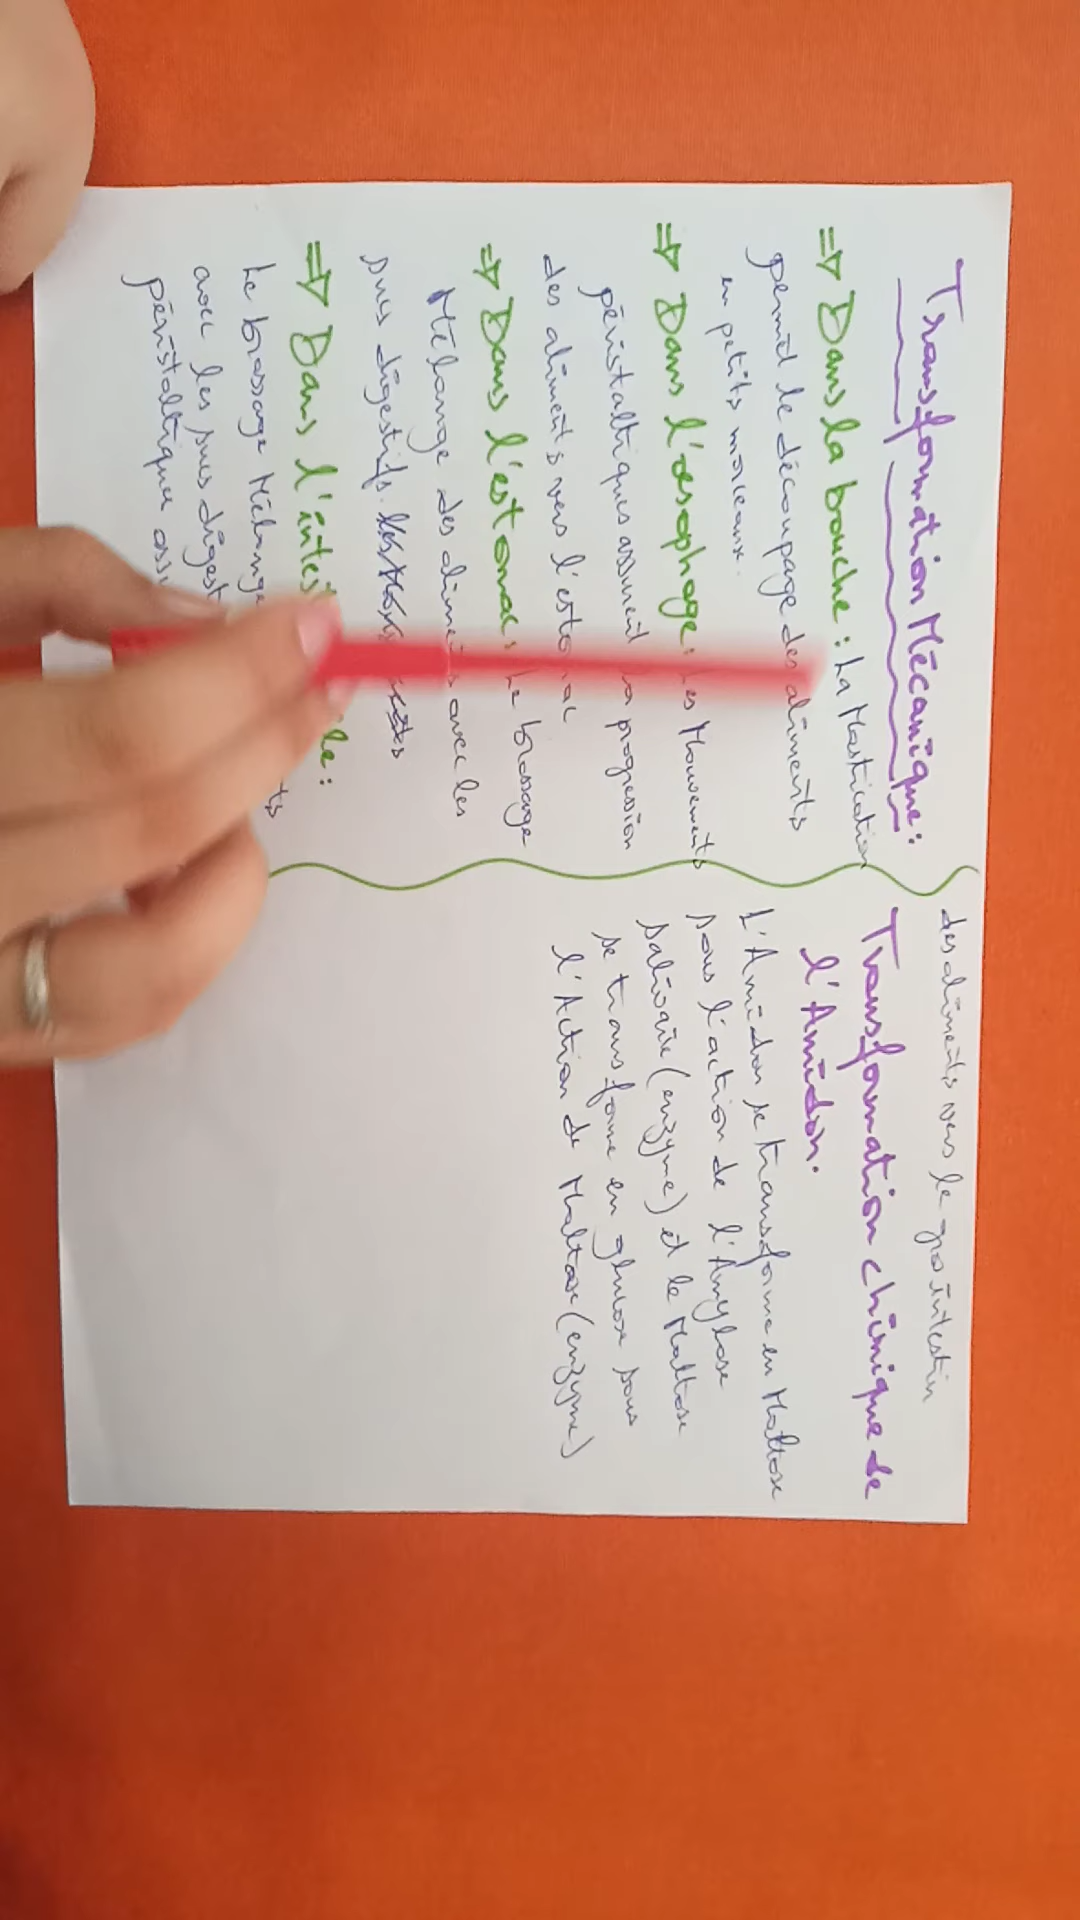 Transformation Mécanique:
⇒ Dans la bouche : La Mastication
permet le découpage des aliments
en petits morceaux.
⇒ Dans l'œsophage: Les Mouvements
péristaltiques assurent la progression
des aliments vers l'estomac
⇒ Dans l'estomac: Le brassage
Mélange des aliments avec les
sucs digestifs.
⇒ Dans l'intes le:
Le brassage Mélange ts
avec les sucs digest
péristaltiques assu
des aliments vers le gros intestin
Transformation chimique de
l'Amidon.
L'Amidon se transforme en Maltose
sous l'action de l'Amylase
salivaire (enzyme) et le Maltose
se transforme en glucose sous
l'Action de Maltase (enzyme)